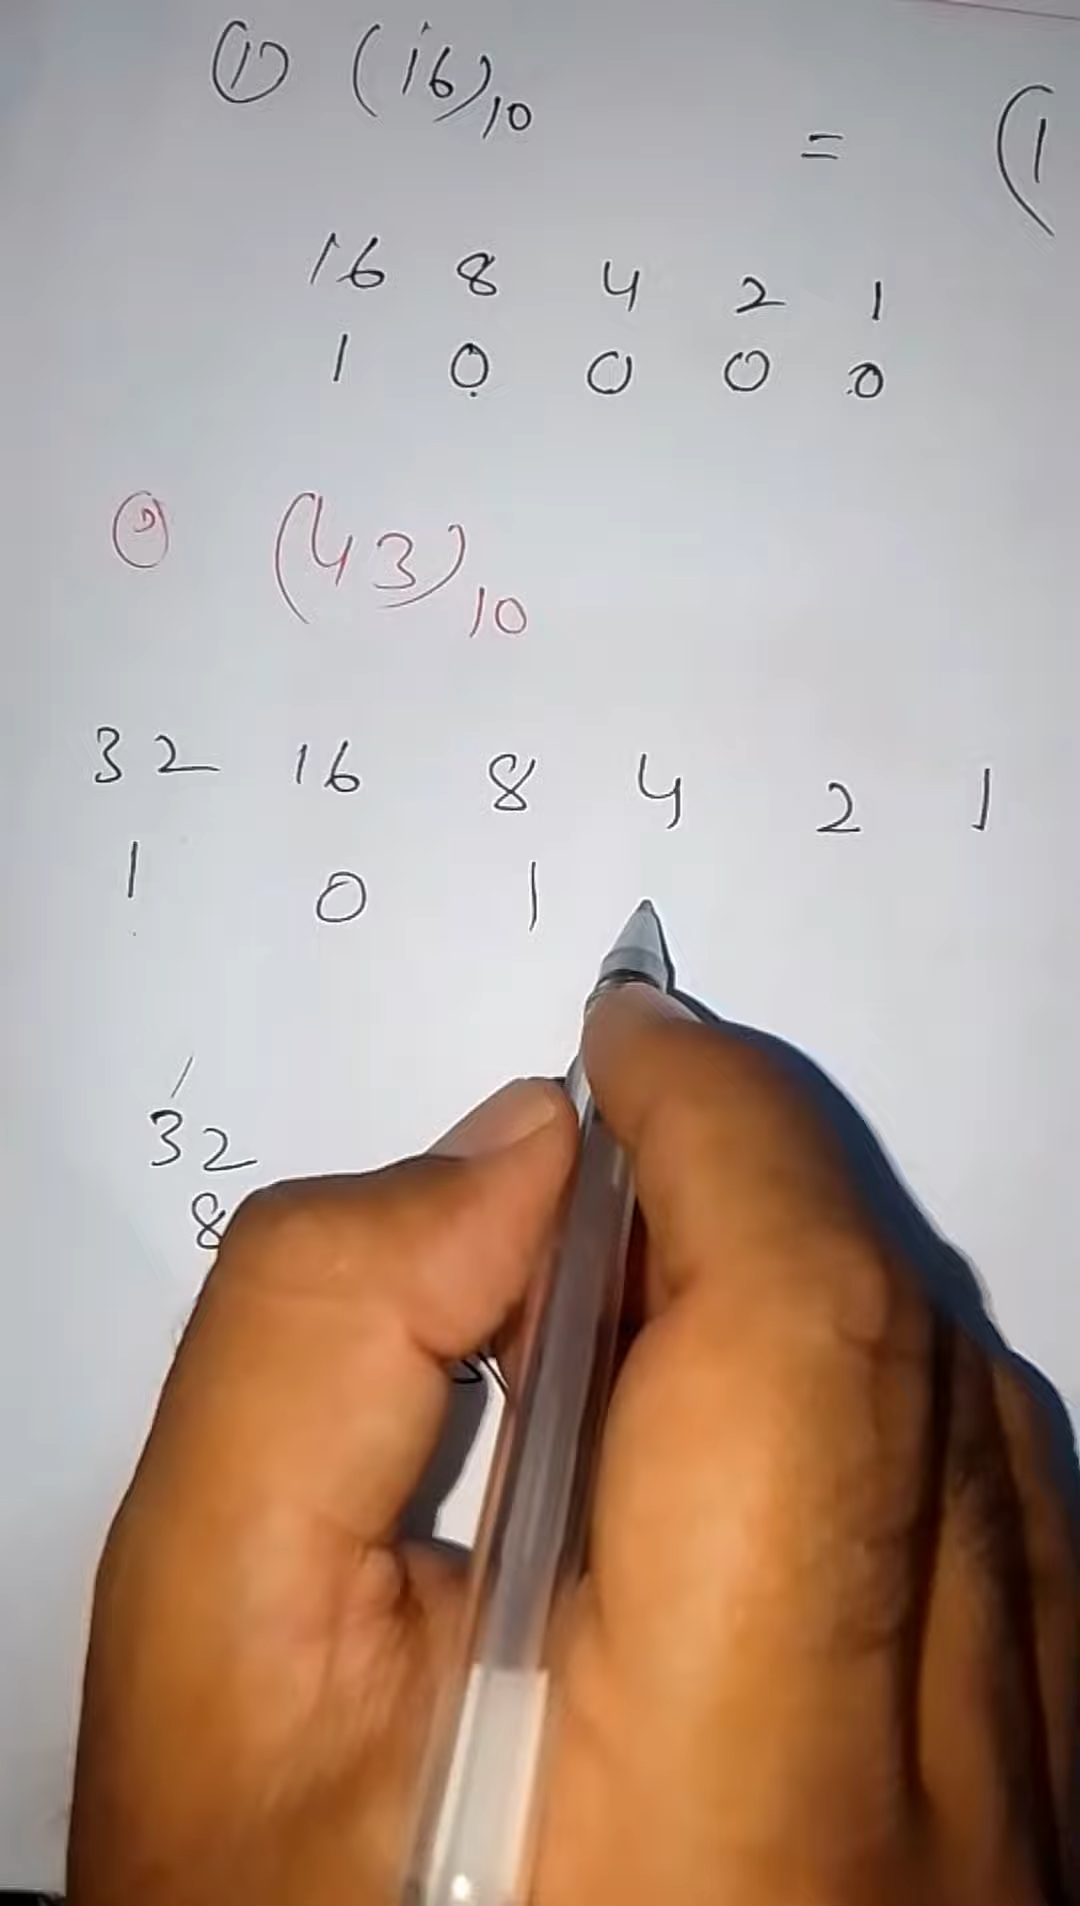 ① (16)10 = (1
16 8 4 2 1
1 0 0 0 0
② (43)10
32 16 8 4 2 1
1 0 1
32
8